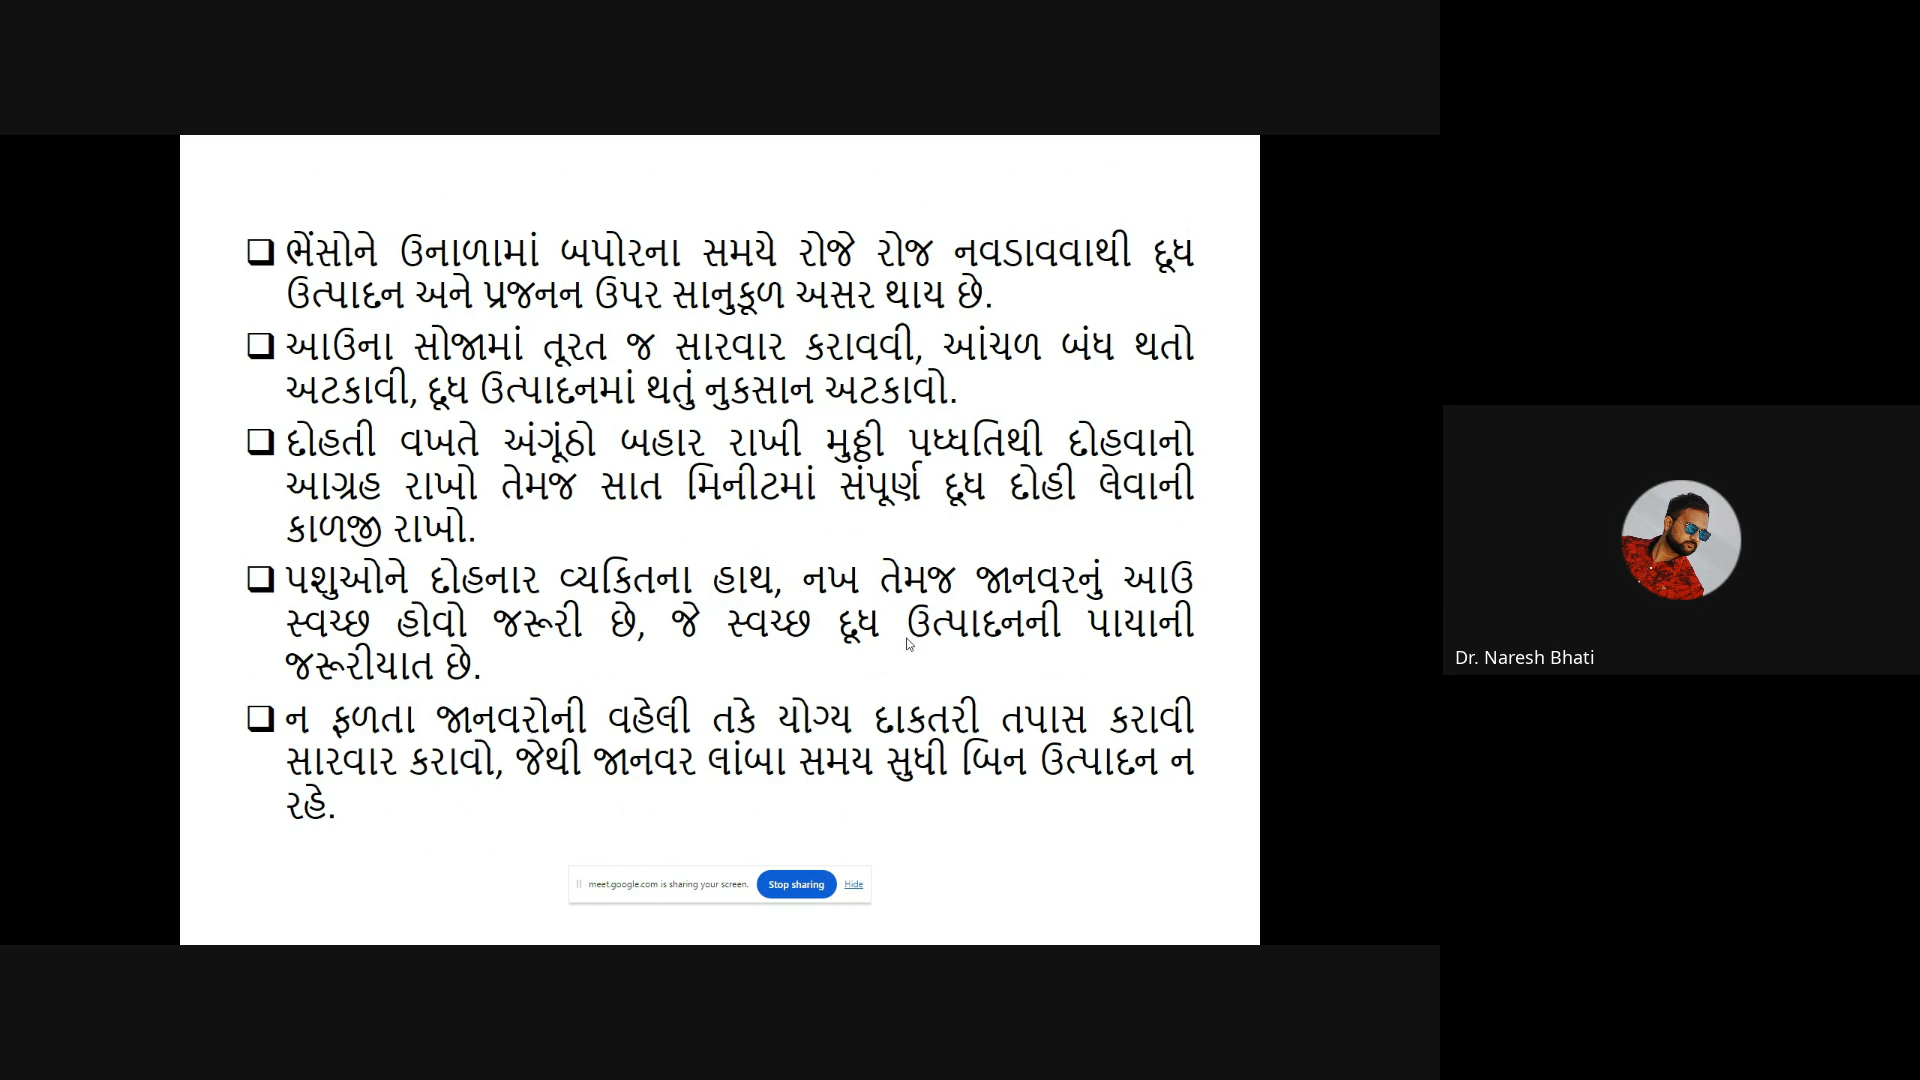 ❑ ભેંસોને ઉનાળામાં બપોરના સમયે રોજે રોજ નવડાવવાથી દૂધ
ઉત્પાદન અને પ્રજનન ઉપર સાનુકૂળ અસર થાય છે.
❑ આઉના સોજામાં તૂરત જ સારવાર કરાવવી, આંચળ બંધ થતો
અટકાવી, દૂધ ઉત્પાદનમાં થતું નુકસાન અટકાવો.
❑ દોહતી વખતે અંગૂંઠો બહાર રાખી મુઠ્ઠી પધ્ધતિથી દોહવાનો
આગ્રહ રાખો તેમજ સાત મિનીટમાં સંપૂર્ણ દૂધ દોહી લેવાની
કાળજી રાખો.
❑ પશુઓને દોહનાર વ્યકિતના હાથ, નખ તેમજ જાનવરનું આઉ
સ્વચ્છ હોવો જરૂરી છે, જે સ્વચ્છ દૂધ ઉત્પાદનની પાયાની
જરૂરીયાત છે.
❑ ન ફળતા જાનવરોની વહેલી તકે યોગ્ય દાકતરી તપાસ કરાવી
સારવાર કરાવો, જેથી જાનવર લાંબા સમય સુધી બિન ઉત્પાદન ન
રહે.
meet.google.com is sharing your screen. Stop sharing Hide
Dr. Naresh Bhati